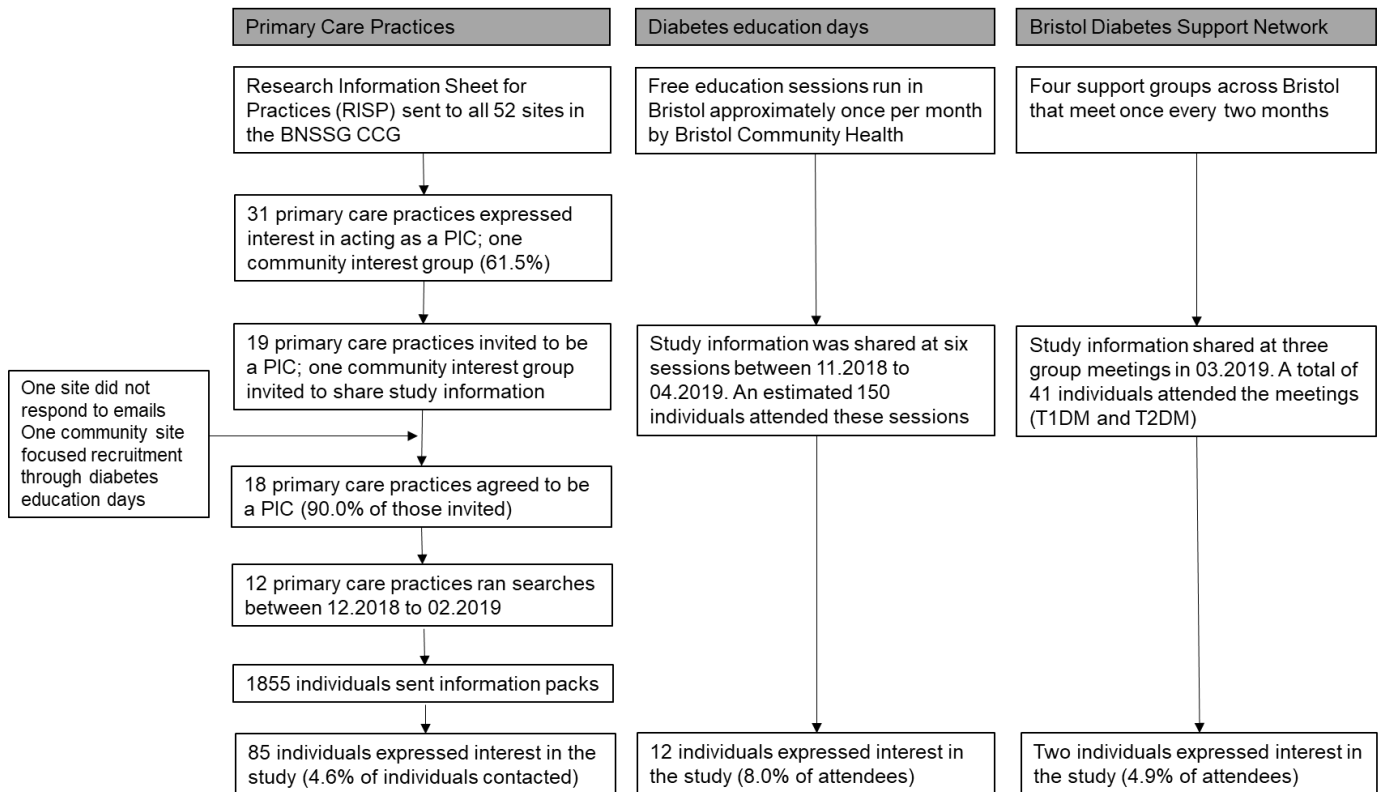 Primary Care Practices
Research Information Sheet for
Practices (RISP) sent to all 52 sites in
the BNSSG CCG
31 primary care practices expressed
interest in acting as a PIC; one
community interest group (61.5%)
19 primary care practices invited to be
a PIC; one community interest group
invited to share study information
One site did not
respond to emails
One community site
focused recruitment
through diabetes
education days
18 primary care practices agreed to be
a PIC (90.0% of those invited)
12 primary care practices ran searches
between 12.2018 to 02.2019
1855 individuals sent information packs
85 individuals expressed interest in the
study (4.6% of individuals contacted)
Diabetes education days
Free education sessions run in
Bristol approximately once per month
by Bristol Community Health
Study information was shared at six
sessions between 11.2018 to
04.2019. An estimated 150
individuals attended these sessions
12 individuals expressed interest in
the study (8.0% of attendees)
Bristol Diabetes Support Network
Four support groups across Bristol
that meet once every two months
Study information shared at three
group meetings in 03.2019. A total of
41 individuals attended the meetings
(T1DM and T2DM)
Two individuals expressed interest in
the study (4.9% of attendees)